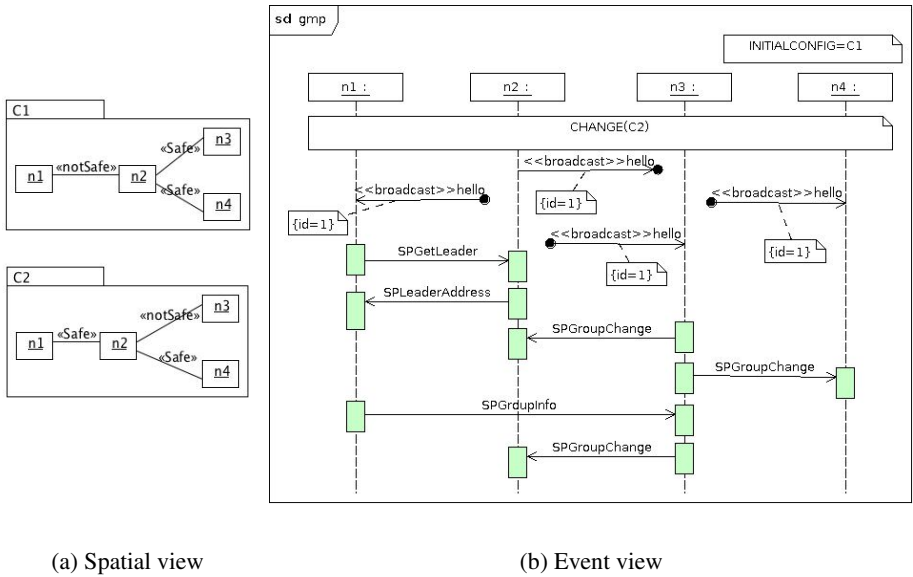 C1
n1
«notSafe»
n2
«Safe»
n3
«Safe»
n4
C2
n1
«Safe»
n2
«notSafe»
n3
«Safe»
n4
(a) Spatial view
sd gmp
INITIALCONFIG=C1
n1 :
n2 :
n3 :
n4 :
CHANGE(C2)
<<broadcast>>hello
{id=1}
<<broadcast>>hello
{id=1}
<<broadcast>>hello
{id=1}
<<broadcast>>hello
{id=1}
SPGetLeader
SPLeaderAddress
SPGroupChange
SPGroupChange
SPGroupInfo
SPGroupChange
(b) Event view